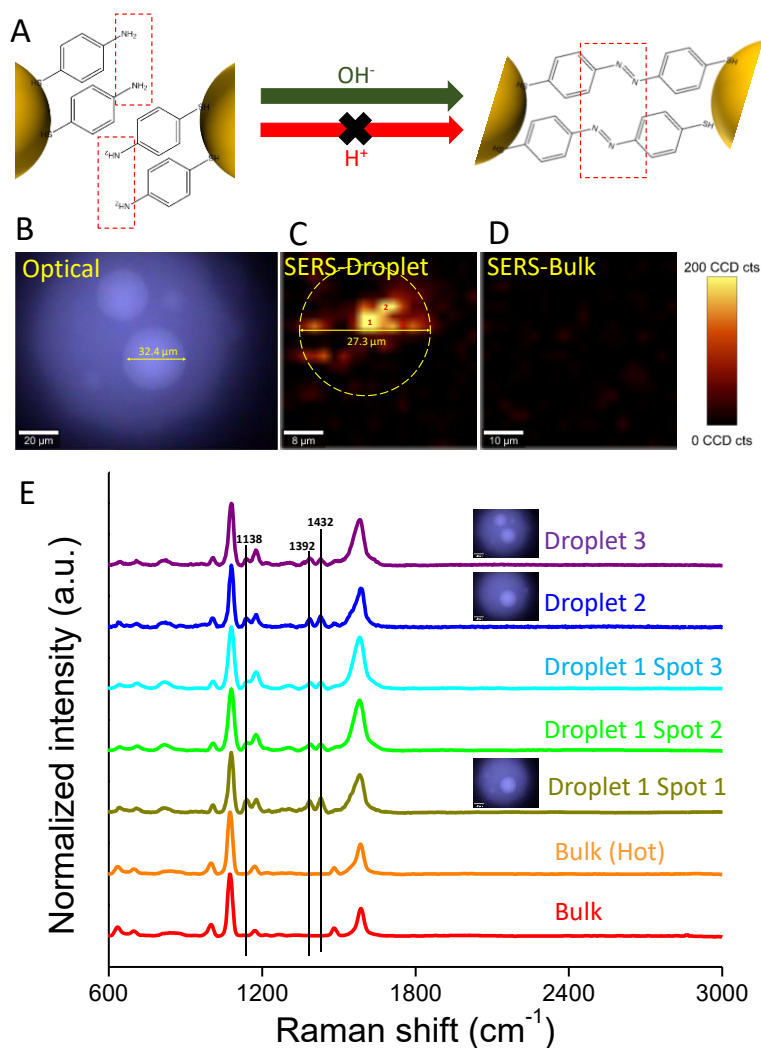 A
NH₂
HS
NH₂
HS
SH
NH₂
SH
NH₂
OH⁻
H⁺
SH
N
N
HS
SH
N
N
HS
B
Optical
32.4 µm
20 µm
C
SERS-Droplet
1
2
27.3 µm
8 µm
D
SERS-Bulk
10 µm
200 CCD cts
0 CCD cts
E
Normalized intensity (a.u.)
1138
1392
1432
Droplet 3
Droplet 2
Droplet 1 Spot 3
Droplet 1 Spot 2
Droplet 1 Spot 1
Bulk (Hot)
Bulk
600
1200
1800
2400
3000
Raman shift (cm⁻¹)